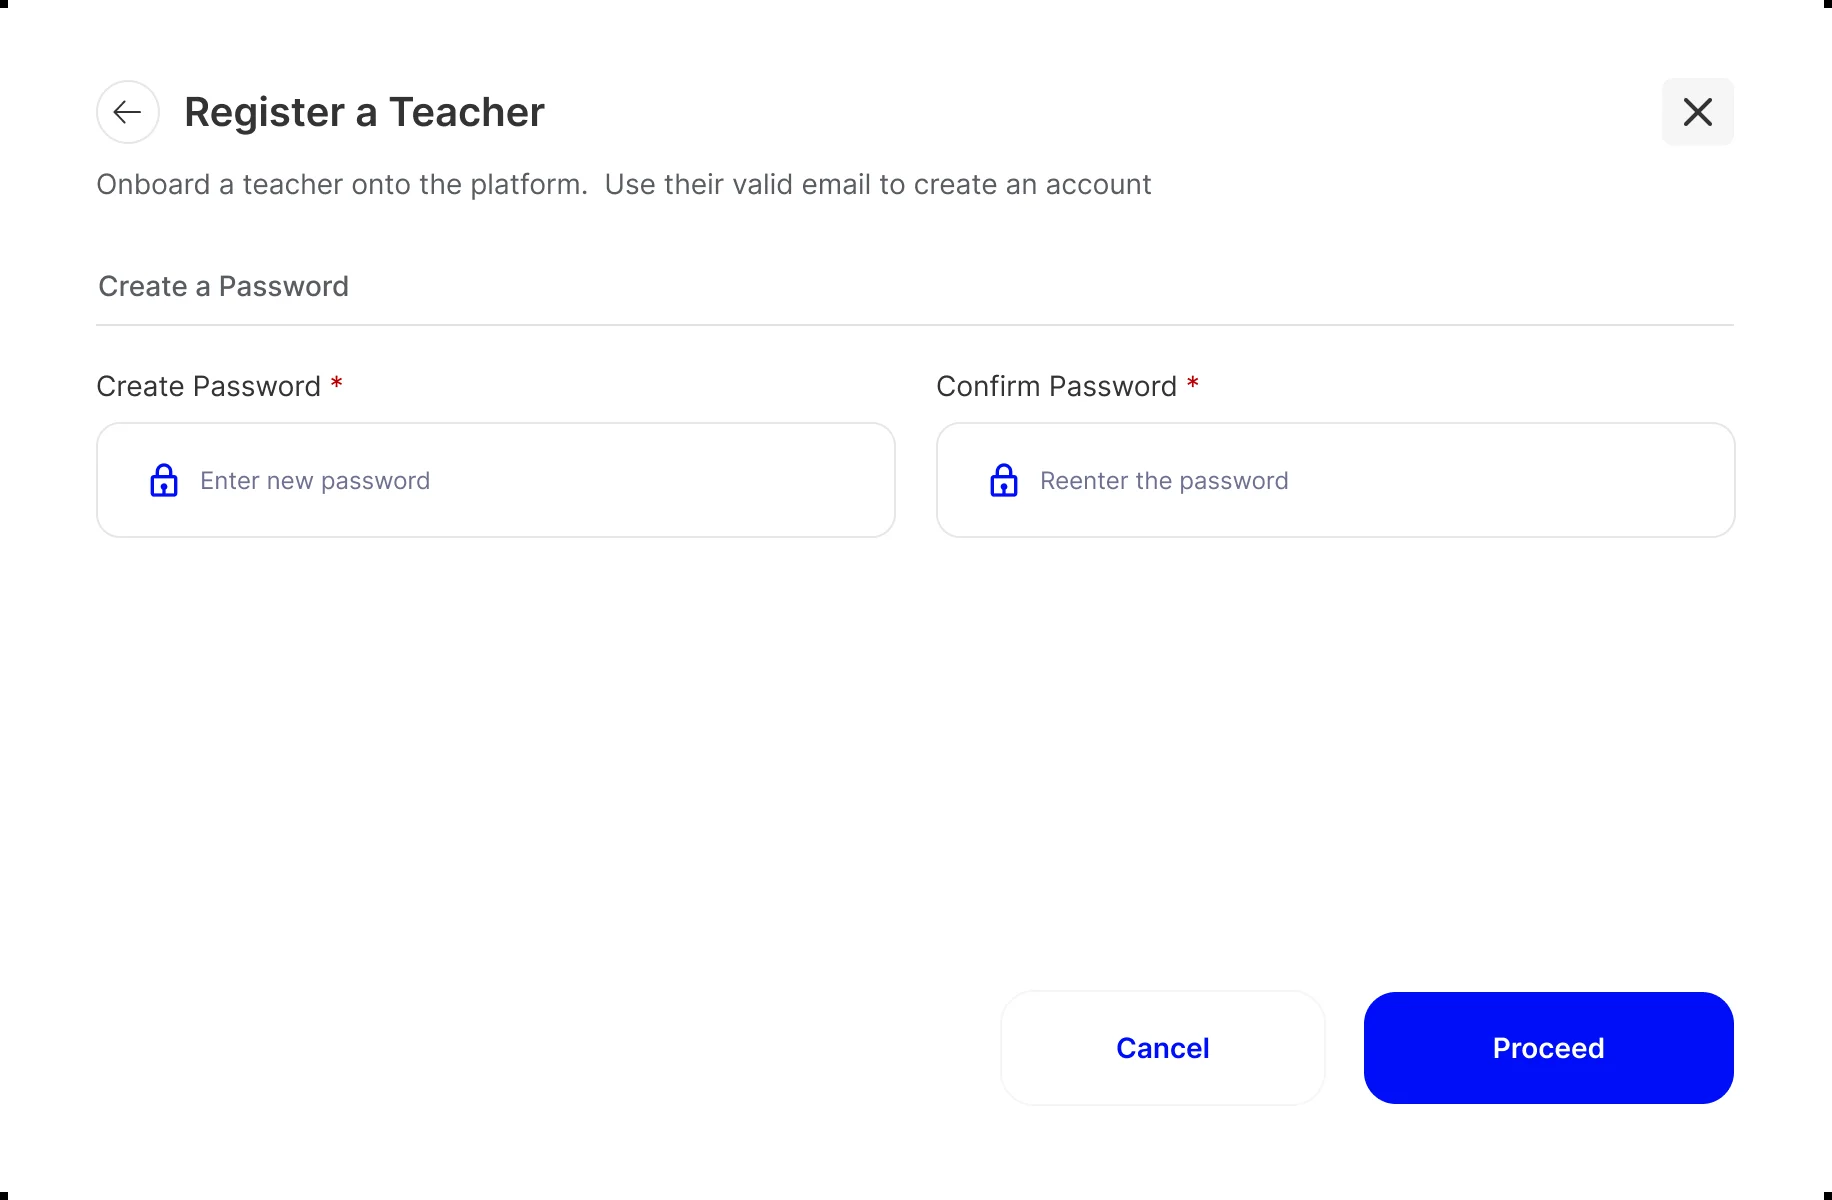 Register a Teacher
Onboard a teacher onto the platform.  Use their valid email to create an account
Create a Password
Create Password *
Confirm Password *
Enter new password
Reenter the password
Cancel
Proceed